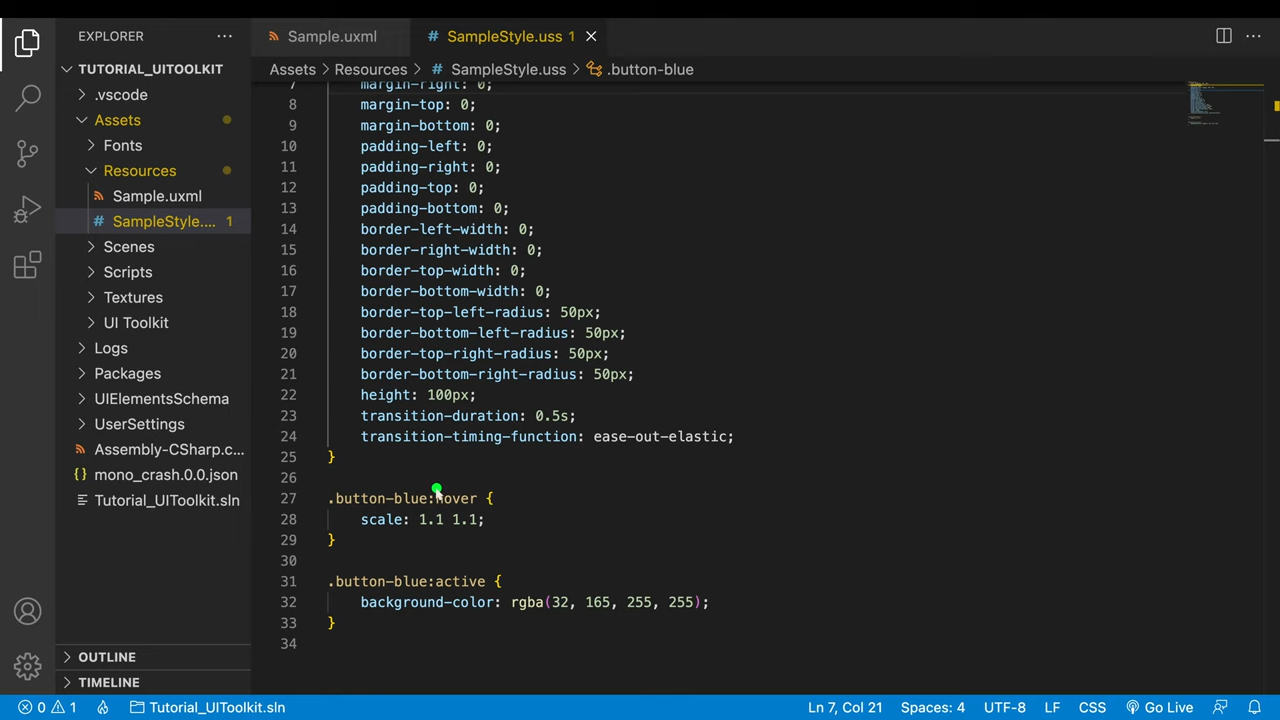 EXPLORER
Sample.uxml
SampleStyle.uss 1
TUTORIAL_UITOOLKIT
Assets > Resources > SampleStyle.uss > .button-blue
.vscode
Assets
Fonts
Resources
Sample.uxml
SampleStyle.... 1
Scenes
Scripts
Textures
UI Toolkit
Logs
Packages
UIElementsSchema
UserSettings
Assembly-CSharp.c...
{} mono_crash.0.0.json
Tutorial_UIToolkit.sln
OUTLINE
TIMELINE
7 margin-right: 0;
8 margin-top: 0;
9 margin-bottom: 0;
10 padding-left: 0;
11 padding-right: 0;
12 padding-top: 0;
13 padding-bottom: 0;
14 border-left-width: 0;
15 border-right-width: 0;
16 border-top-width: 0;
17 border-bottom-width: 0;
18 border-top-left-radius: 50px;
19 border-bottom-left-radius: 50px;
20 border-top-right-radius: 50px;
21 border-bottom-right-radius: 50px;
22 height: 100px;
23 transition-duration: 0.5s;
24 transition-timing-function: ease-out-elastic;
25 }
26
27 .button-blue:hover {
28 scale: 1.1 1.1;
29 }
30
31 .button-blue:active {
32 background-color: rgba(32, 165, 255, 255);
33 }
34
0 1 Tutorial_UIToolkit.sln Ln 7, Col 21 Spaces: 4 UTF-8 LF CSS Go Live